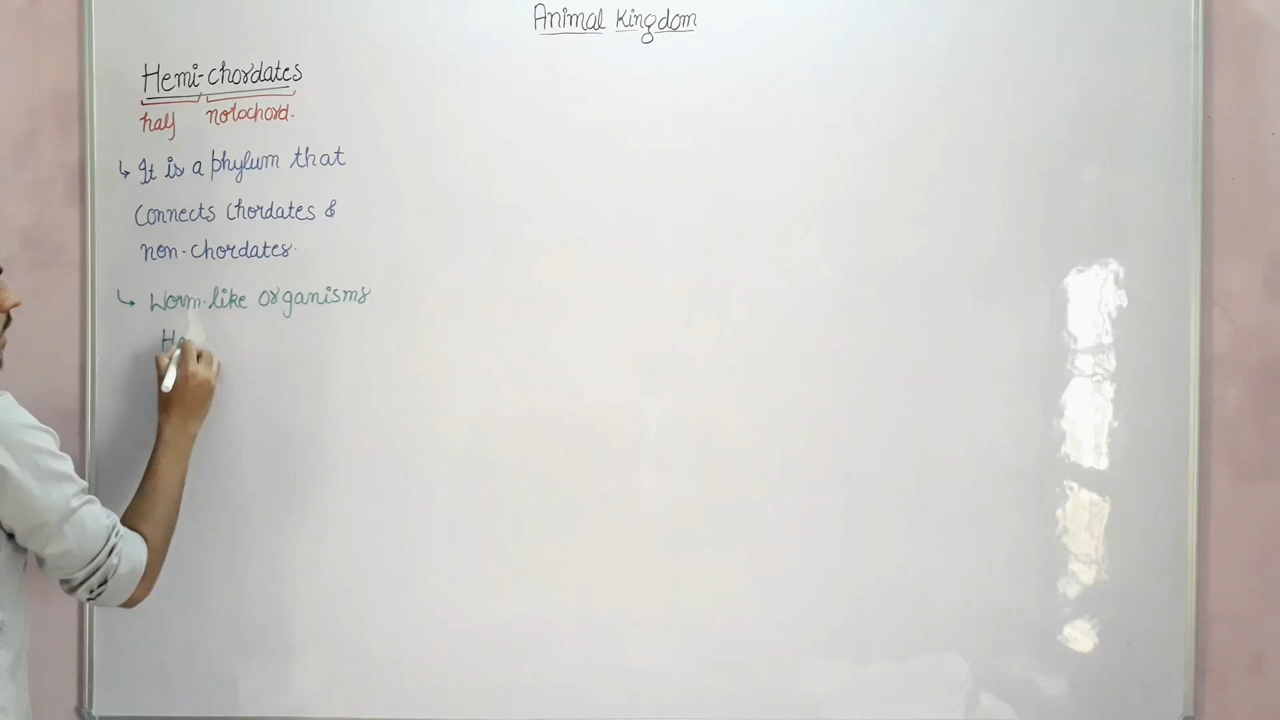 Animal Kingdom
Hemi-chordates
half notochord.
↳ It is a phylum that
Connects Chordates &
non-chordates.
↳ Worm-like organisms